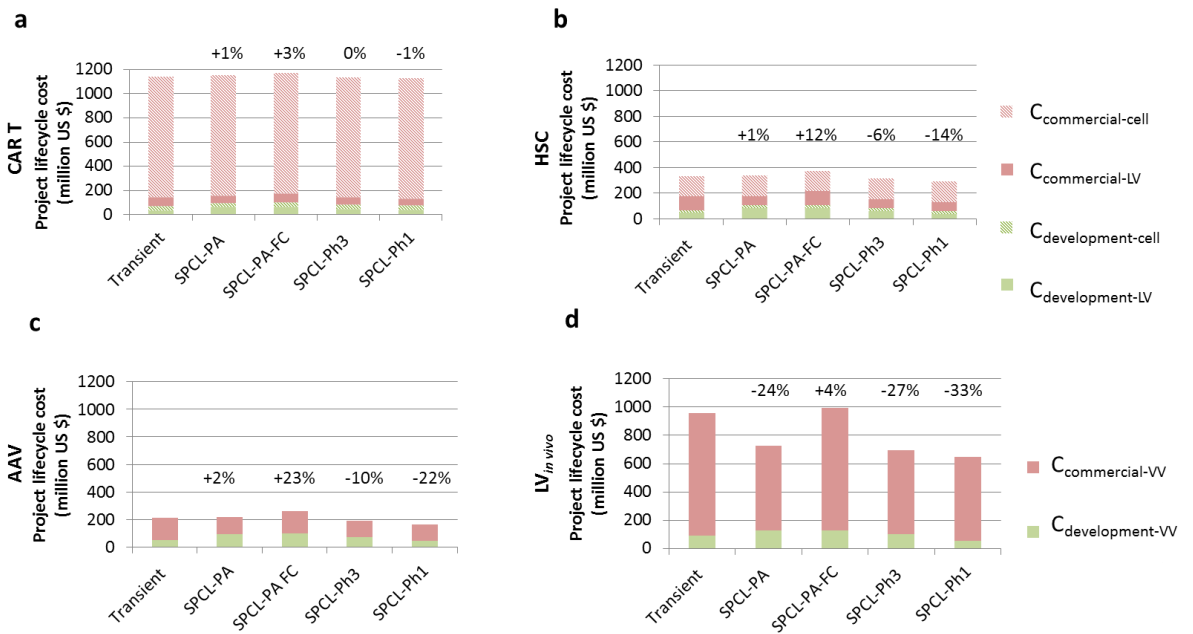 a
CAR T
Project lifecycle cost
(million US $)
+1% +3% 0% -1%
1200
1000
800
600
400
200
0
Transient
SPCL-PA
SPCL-PA-FC
SPCL-Ph3
SPCL-Ph1
b
HSC
Project lifecycle cost
(million US $)
1200
1000
800
600
400
200
0
+1% +12% -6% -14%
Transient
SPCL-PA
SPCL-PA-FC
SPCL-Ph3
SPCL-Ph1
Ccommercial-cell
Ccommercial-LV
Cdevelopment-cell
Cdevelopment-LV
c
AAV
Project lifecycle cost
(million US $)
1200
1000
800
600
400
200
0
+2% +23% -10% -22%
Transient
SPCL-PA
SPCL-PA FC
SPCL-Ph3
SPCL-Ph1
d
LVin vivo
Project lifecycle cost
(million US $)
1200
1000
800
600
400
200
0
-24% +4% -27% -33%
Transient
SPCL-PA
SPCL-PA-FC
SPCL-Ph3
SPCL-Ph1
Ccommercial-VV
Cdevelopment-VV